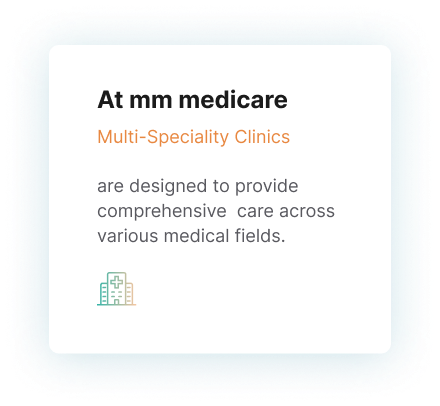 At mm medicare
Multi-Speciality Clinics
are designed to provide
comprehensive  care across
various medical fields.